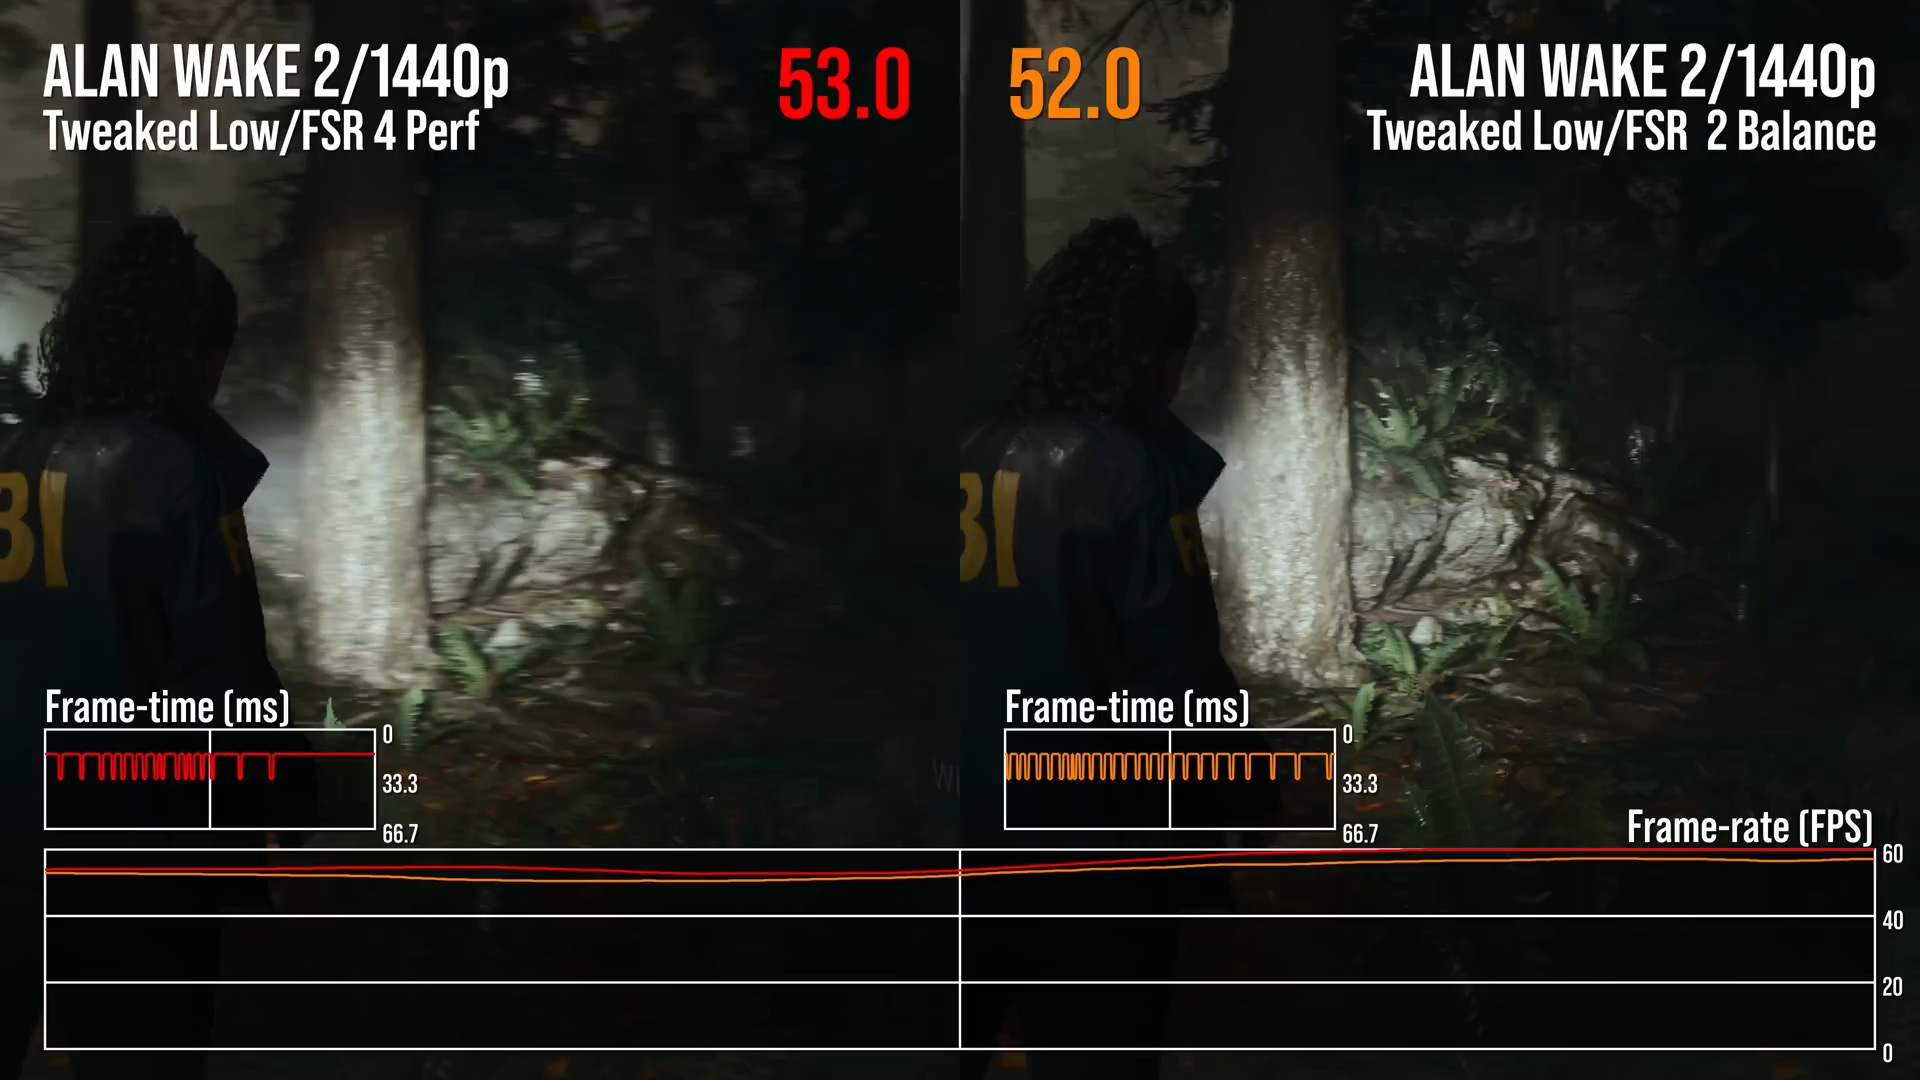 ALAN WAKE 2/1440p
Tweaked Low/FSR 4 Perf
53.0
52.0
ALAN WAKE 2/1440p
Tweaked Low/FSR 2 Balance
BI
BI
Frame-time (ms)
0
33.3
66.7
Frame-time (ms)
0
33.3
66.7
Frame-rate (FPS)
60
40
20
0